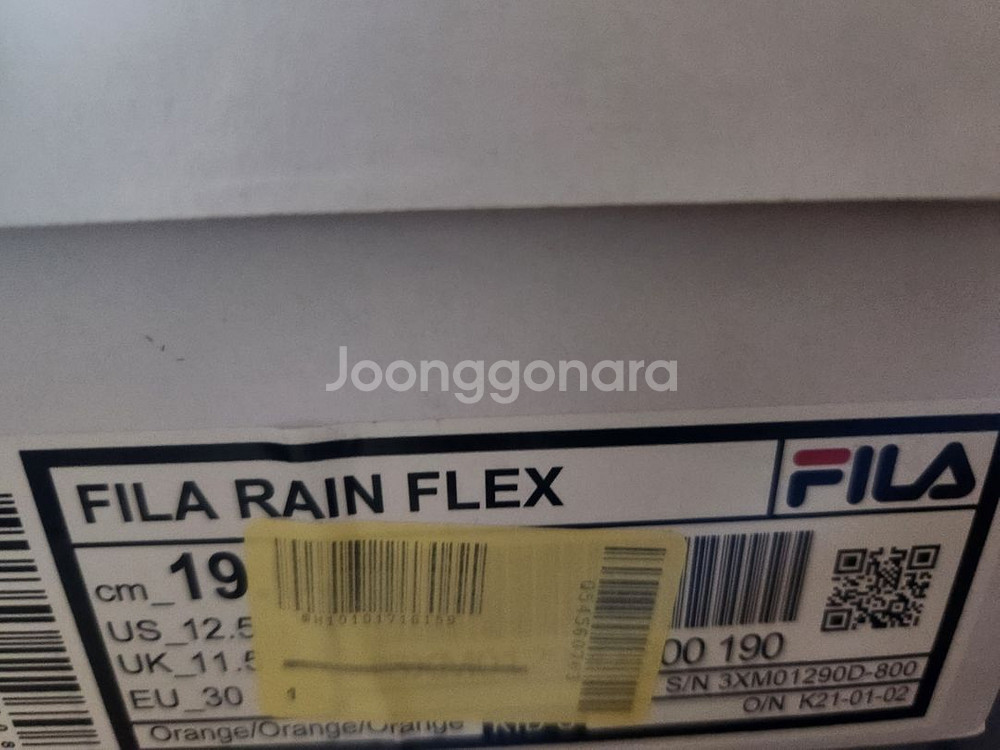 Joonggonara
FILA RAIN FLEX
FILA
cm_19
US_12.5
UK_11.5
EU_30
1
00 190
S/N 3XM01290D-800
O/N K21-01-02
Orange/Orange/Orange